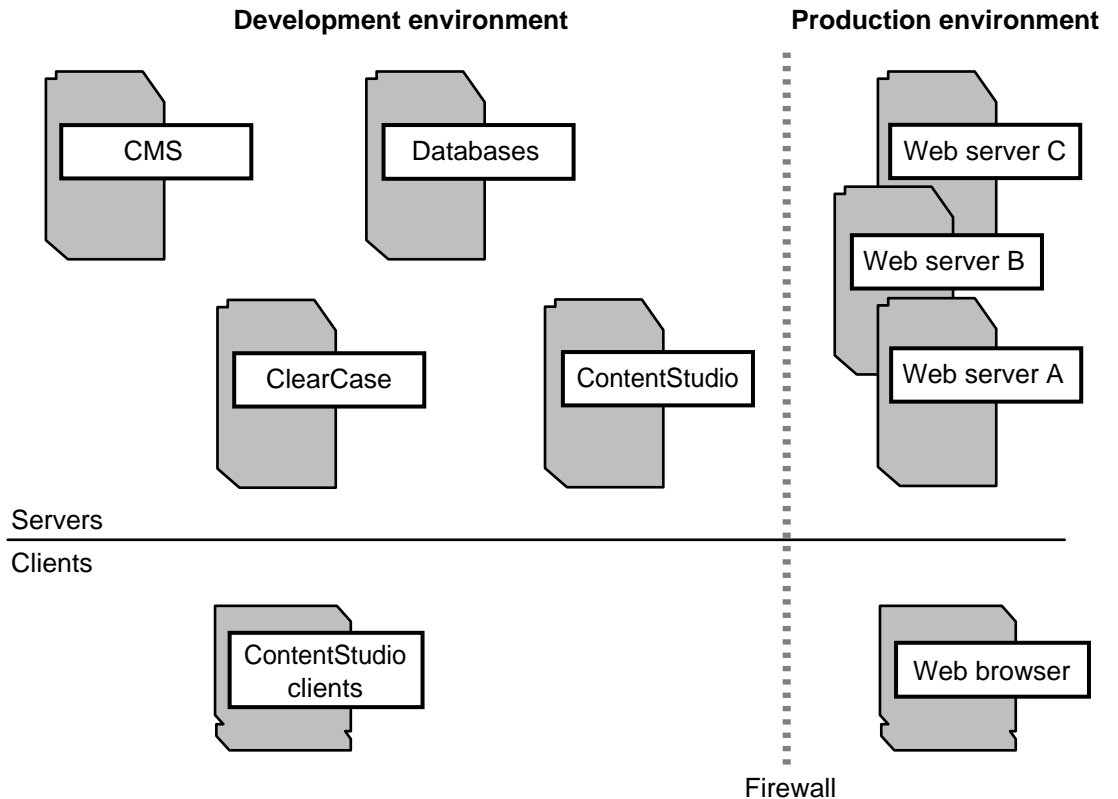 Development environment
Production environment
CMS
Databases
Web server C
Web server B
ClearCase
ContentStudio
Web server A
Servers
Clients
ContentStudio
clients
Web browser
Firewall